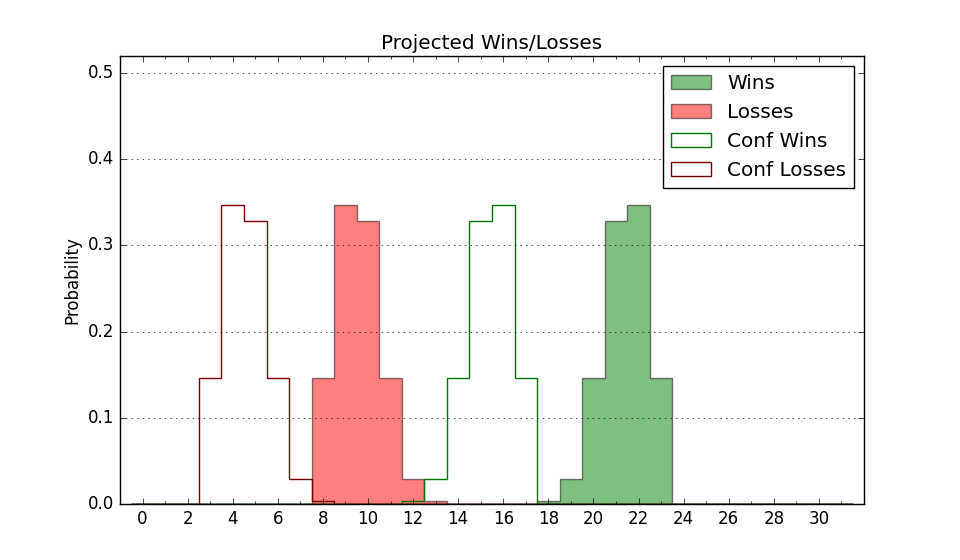 Projected Wins/Losses
Wins
Losses
Conf Wins
Conf Losses
Probability
0.5
0.4
0.3
0.2
0.1
0.0
0 2 4 6 8 10 12 14 16 18 20 22 24 26 28 30